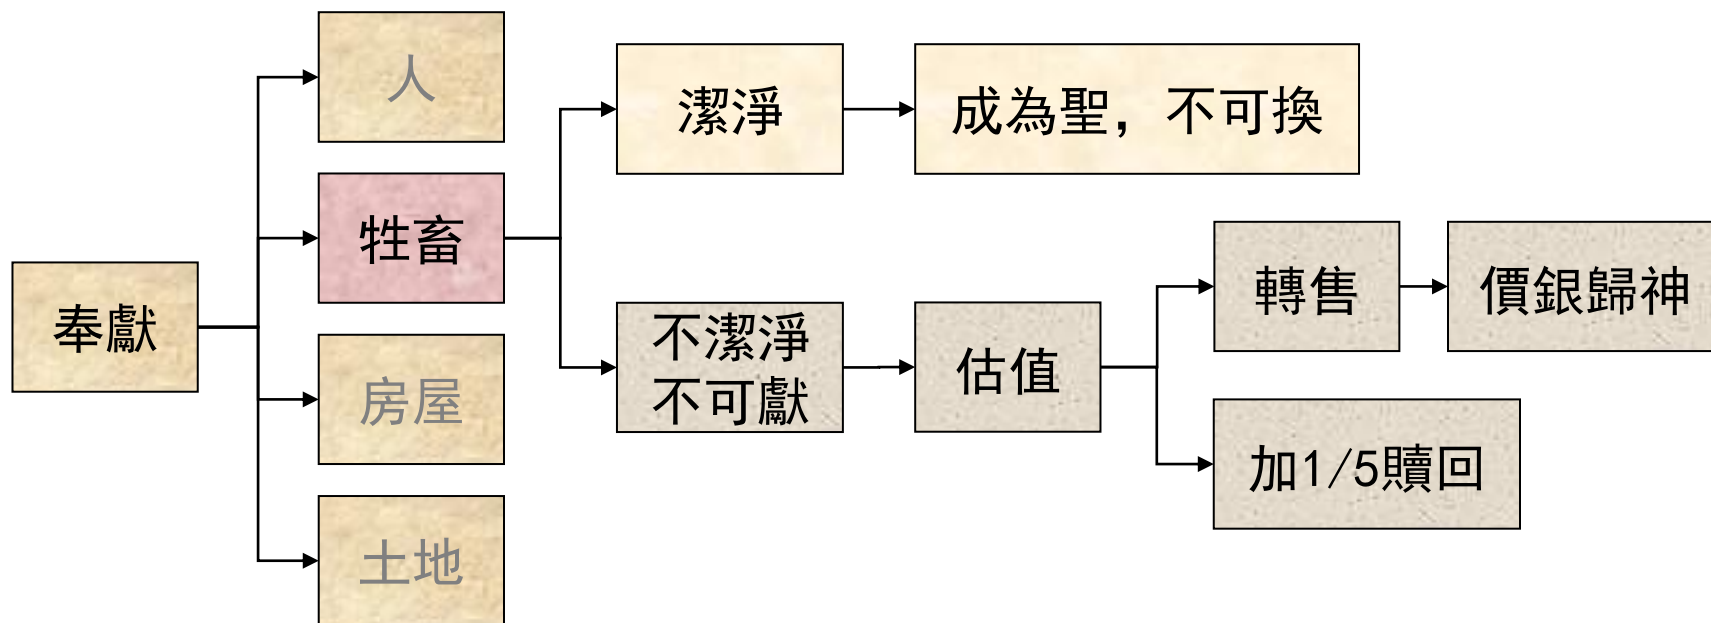 奉獻
人
牲畜
房屋
土地
潔淨
成為聖，不可換
不潔淨
不可獻
估值
轉售
價銀歸神
加1/5贖回